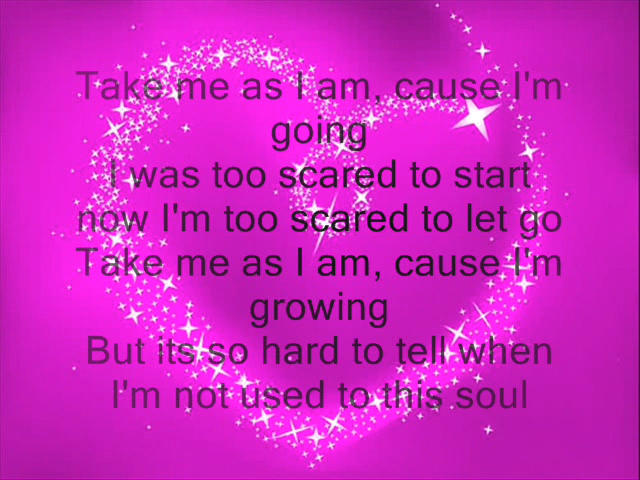 Take me as I am, cause I'm
going
I was too scared to start
now I'm too scared to let go
Take me as I am, cause I'm
growing
But its so hard to tell when
I'm not used to this soul